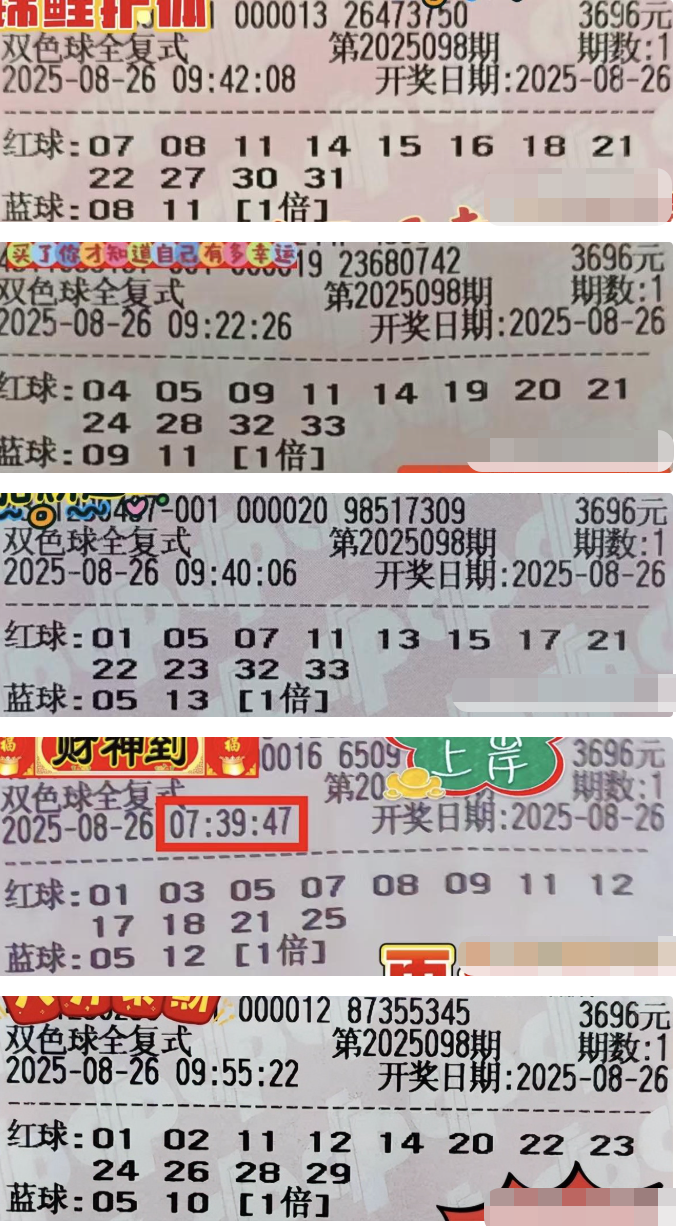 锦鲤护体 000013 26473750 3696元
双色球全复式 第2025098期 期数:1
2025-08-26 09:42:08 开奖日期:2025-08-26
红球:07 08 11 14 15 16 18 21
22 27 30 31
蓝球:08 11 [1倍]
买了你才知道自己有多幸运
19 23680742 3696元
双色球全复式 第2025098期 期数:1
2025-08-26 09:22:26 开奖日期:2025-08-26
红球:04 05 09 11 14 19 20 21
24 28 32 33
蓝球:09 11 [1倍]
-001 000020 98517309 3696元
双色球全复式 第2025098期 期数:1
2025-08-26 09:40:06 开奖日期:2025-08-26
红球:01 05 07 11 13 15 17 21
22 23 32 33
蓝球:05 13 [1倍]
福 财神到 福 0016 6509 上岸 3696元
双色球全复式 第20 期数:1
2025-08-26 07:39:47 开奖日期:2025-08-26
红球:01 03 05 07 08 09 11 12
17 18 21 25
蓝球:05 12 [1倍]
000012 87355345 3696元
双色球全复式 第2025098期 期数:1
2025-08-26 09:55:22 开奖日期:2025-08-26
红球:01 02 11 12 14 20 22 23
24 26 28 29
蓝球:05 10 [1倍]